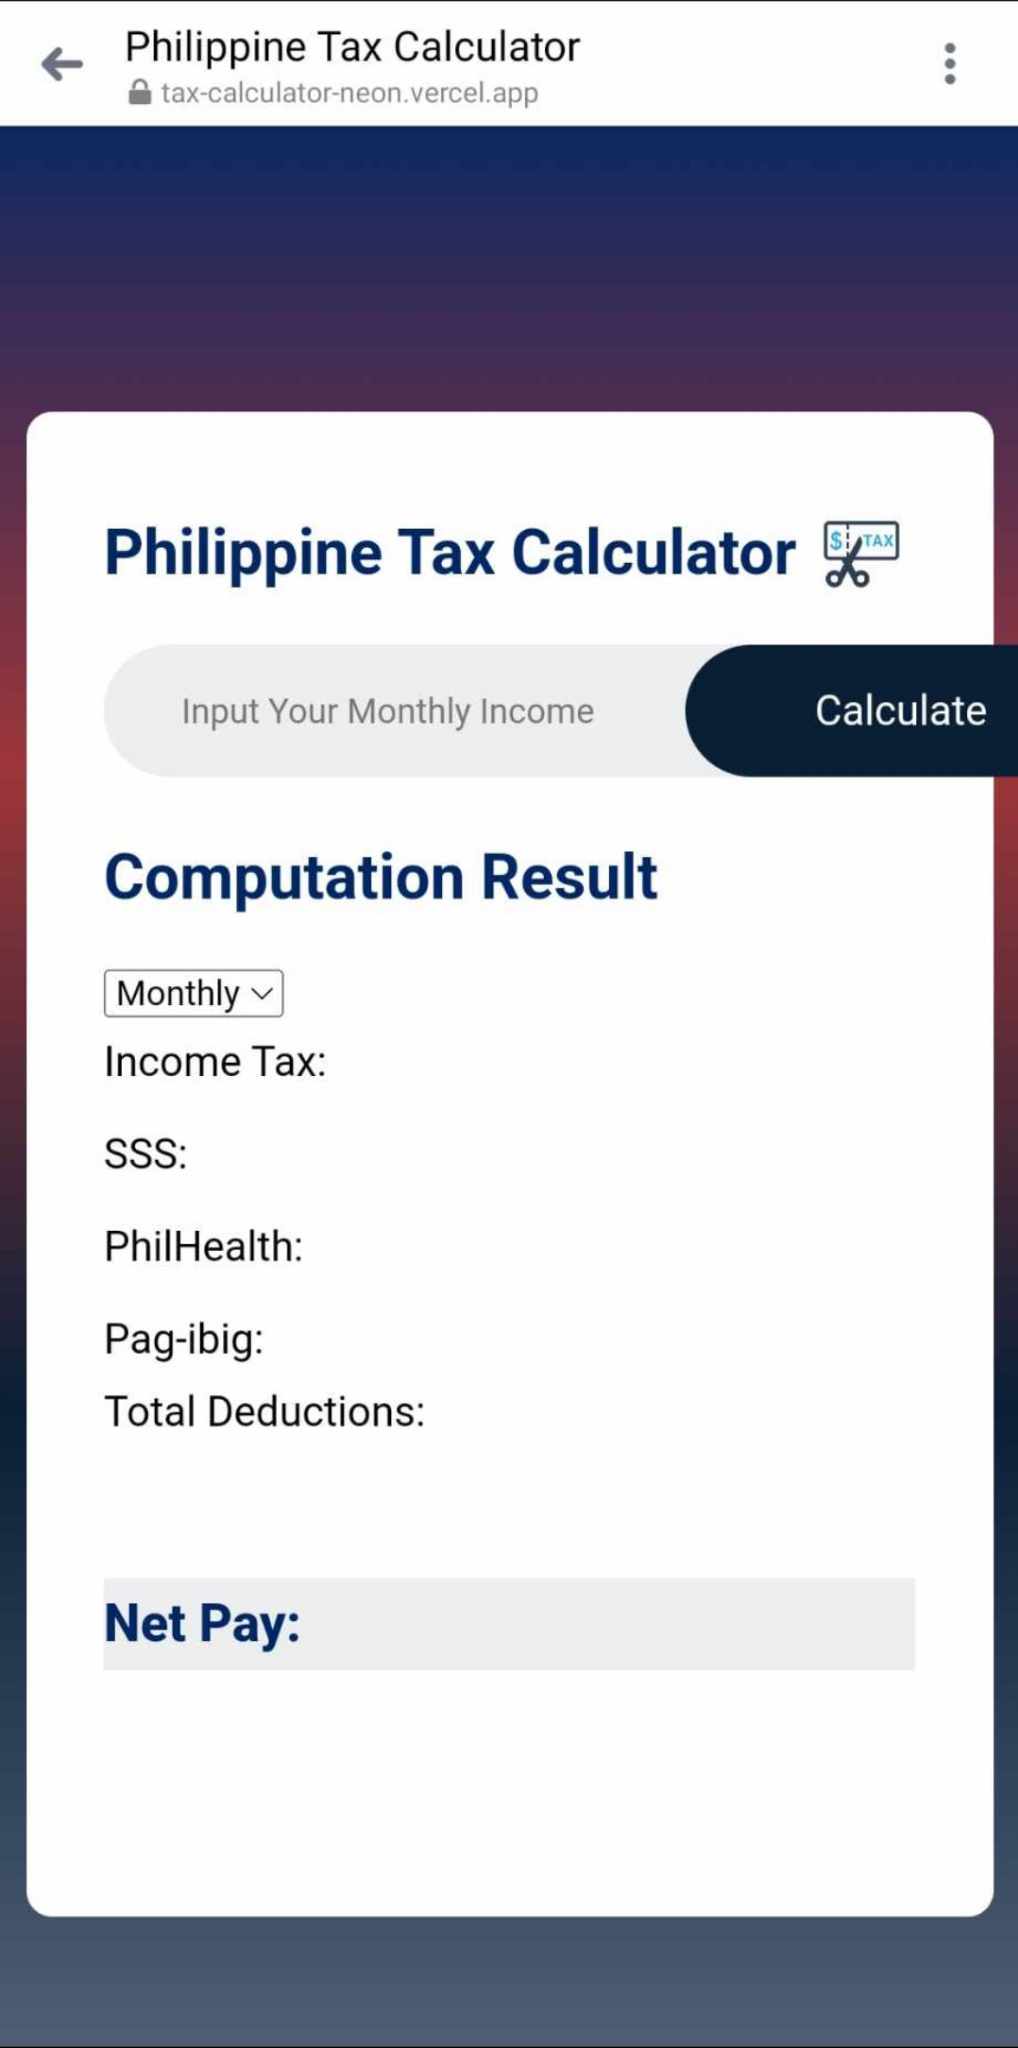 Philippine Tax Calculator
tax-calculator-neon.vercel.app
Philippine Tax Calculator
$ TAX
Input Your Monthly Income
Calculate
Computation Result
Monthly
Income Tax:
SSS:
PhilHealth:
Pag-ibig:
Total Deductions:
Net Pay: